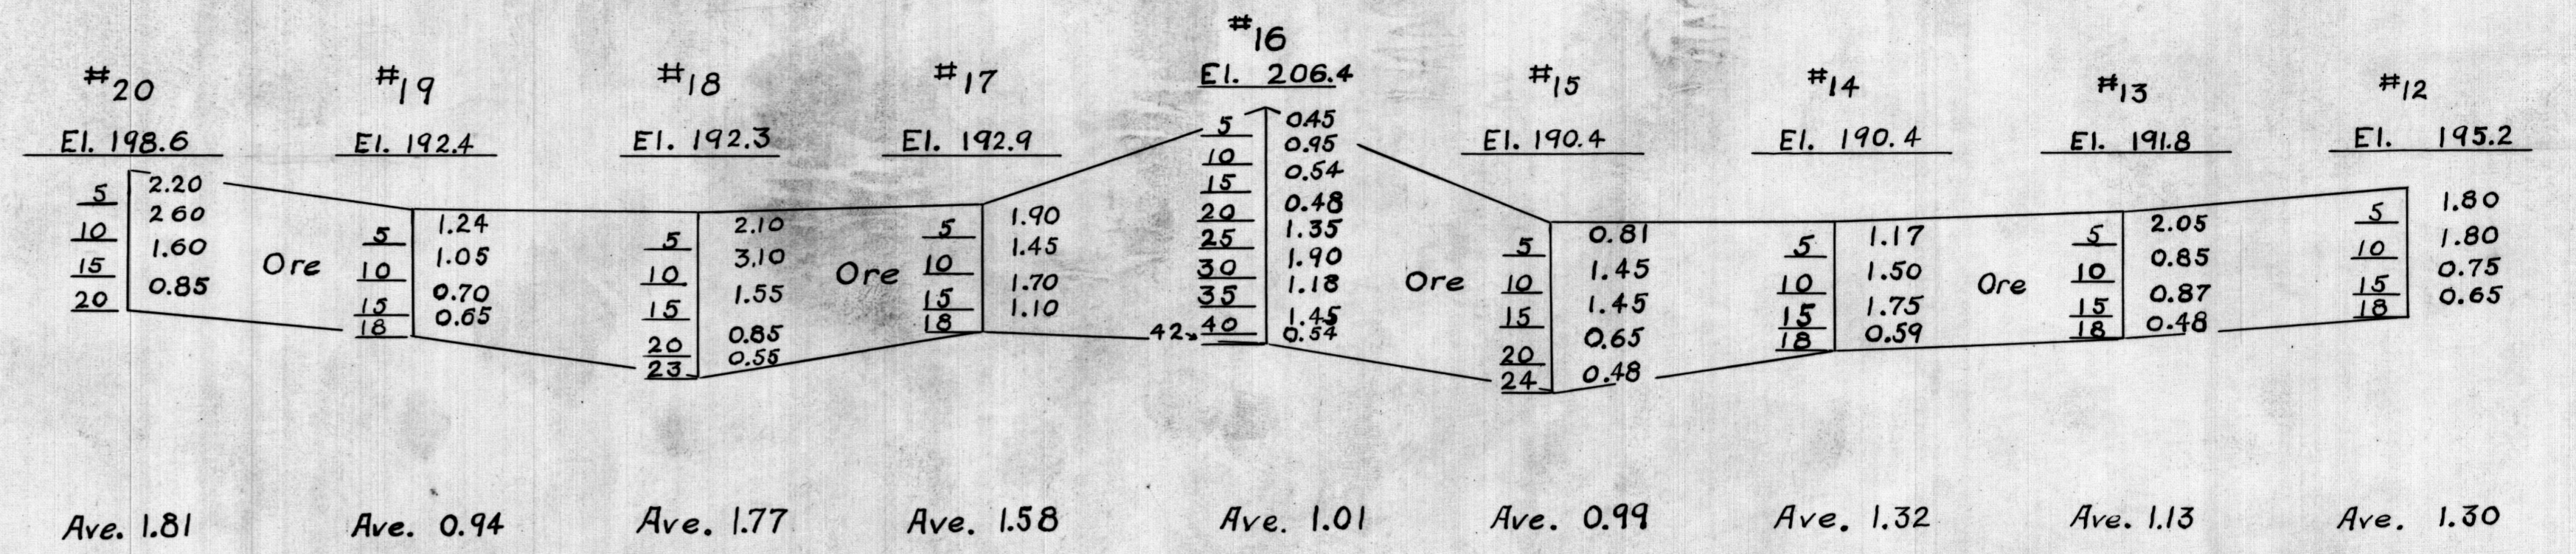 #20
El. 198.6
5 2.20
10 2 60
15 1.60
20 0.85
Ave. 1.81
Ore
#19
El. 192.4
5 1.24
10 1.05
15 0.70
18 0.65
Ave. 0.94
#18
El. 192.3
5 2.10
10 3.10
15 1.55
20 0.85
23 0.55
Ave. 1.77
Ore
#17
El. 192.9
5 1.90
10 1.45
15 1.70
18 1.10
Ave. 1.58
#16
El. 206.4
5 0.45
10 0.95
15 0.54
20 0.48
25 1.35
30 1.90
35 1.18
40 1.45
42 0.54
Ave. 1.01
Ore
#15
El. 190.4
5 0.81
10 1.45
15 1.45
20 0.65
24 0.48
Ave. 0.99
#14
El. 190.4
5 1.17
10 1.50
15 1.75
18 0.59
Ave. 1.32
Ore
#13
El. 191.8
5 2.05
10 0.85
15 0.87
18 0.48
Ave. 1.13
#12
El. 195.2
5 1.80
10 1.80
15 0.75
18 0.65
Ave. 1.30